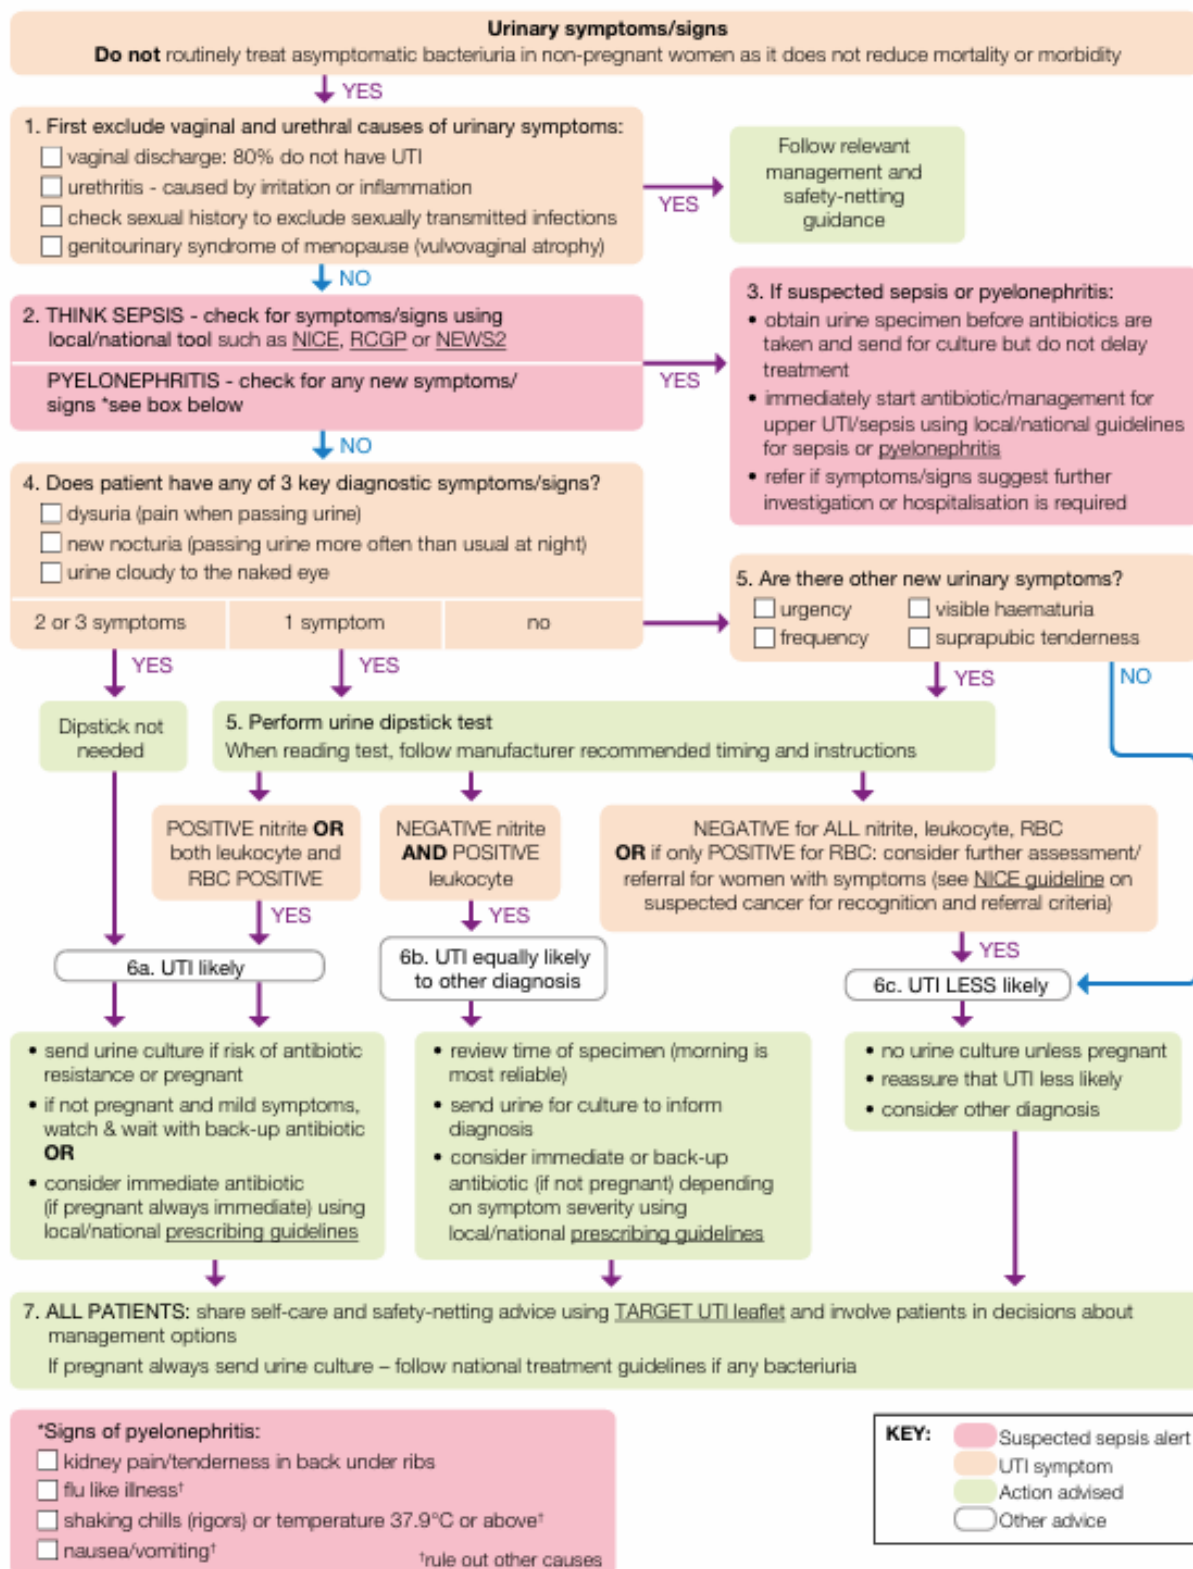 Urinary symptoms/signs
Do not routinely treat asymptomatic bacteriuria in non-pregnant women as it does not reduce mortality or morbidity
YES
1. First exclude vaginal and urethral causes of urinary symptoms:
vaginal discharge: 80% do not have UTI
urethritis - caused by irritation or inflammation
check sexual history to exclude sexually transmitted infections
genitourinary syndrome of menopause (vulvovaginal atrophy)
YES
Follow relevant
management and
safety-netting
guidance
NO
2. THINK SEPSIS - check for symptoms/signs using
local/national tool such as NICE, RCGP or NEWS2
PYELONEPHRITIS - check for any new symptoms/
signs *see box below
YES
3. If suspected sepsis or pyelonephritis:
• obtain urine specimen before antibiotics are
taken and send for culture but do not delay
treatment
• immediately start antibiotic/management for
upper UTI/sepsis using local/national guidelines
for sepsis or pyelonephritis
• refer if symptoms/signs suggest further
investigation or hospitalisation is required
NO
4. Does patient have any of 3 key diagnostic symptoms/signs?
dysuria (pain when passing urine)
new nocturia (passing urine more often than usual at night)
urine cloudy to the naked eye
2 or 3 symptoms
1 symptom
no
5. Are there other new urinary symptoms?
urgency
visible haematuria
frequency
suprapubic tenderness
YES
YES
YES
NO
Dipstick not
needed
5. Perform urine dipstick test
When reading test, follow manufacturer recommended timing and instructions
POSITIVE nitrite OR
both leukocyte and
RBC POSITIVE
NEGATIVE nitrite
AND POSITIVE
leukocyte
NEGATIVE for ALL nitrite, leukocyte, RBC
OR if only POSITIVE for RBC: consider further assessment/
referral for women with symptoms (see NICE guideline on
suspected cancer for recognition and referral criteria)
YES
YES
YES
6a. UTI likely
6b. UTI equally likely
to other diagnosis
6c. UTI LESS likely
• send urine culture if risk of antibiotic
resistance or pregnant
• if not pregnant and mild symptoms,
watch & wait with back-up antibiotic
OR
• consider immediate antibiotic
(if pregnant always immediate) using
local/national prescribing guidelines
• review time of specimen (morning is
most reliable)
• send urine for culture to inform
diagnosis
• consider immediate or back-up
antibiotic (if not pregnant) depending
on symptom severity using
local/national prescribing guidelines
• no urine culture unless pregnant
• reassure that UTI less likely
• consider other diagnosis
7. ALL PATIENTS: share self-care and safety-netting advice using TARGET UTI leaflet and involve patients in decisions about
management options
If pregnant always send urine culture – follow national treatment guidelines if any bacteriuria
*Signs of pyelonephritis:
kidney pain/tenderness in back under ribs
flu like illness†
shaking chills (rigors) or temperature 37.9°C or above†
nausea/vomiting†
†rule out other causes
KEY:
Suspected sepsis alert
UTI symptom
Action advised
Other advice